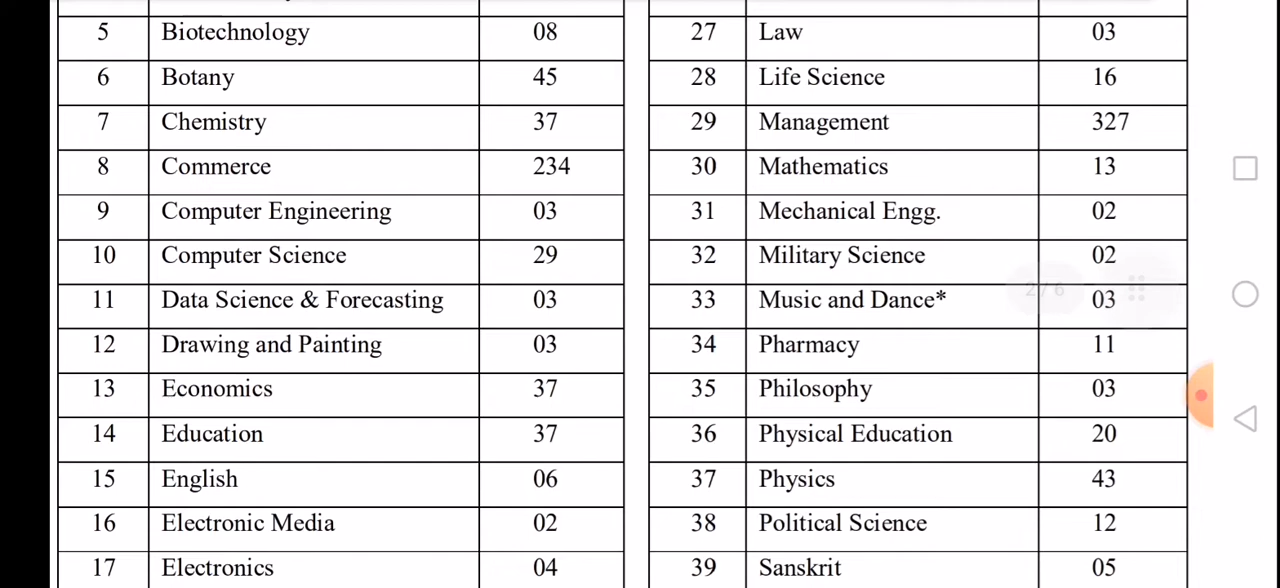 5 Biotechnology 08 27 Law 03
6 Botany 45 28 Life Science 16
7 Chemistry 37 29 Management 327
8 Commerce 234 30 Mathematics 13
9 Computer Engineering 03 31 Mechanical Engg. 02
10 Computer Science 29 32 Military Science 02
11 Data Science & Forecasting 03 33 Music and Dance* 2/6 03
12 Drawing and Painting 03 34 Pharmacy 11
13 Economics 37 35 Philosophy 03
14 Education 37 36 Physical Education 20
15 English 06 37 Physics 43
16 Electronic Media 02 38 Political Science 12
17 Electronics 04 39 Sanskrit 05